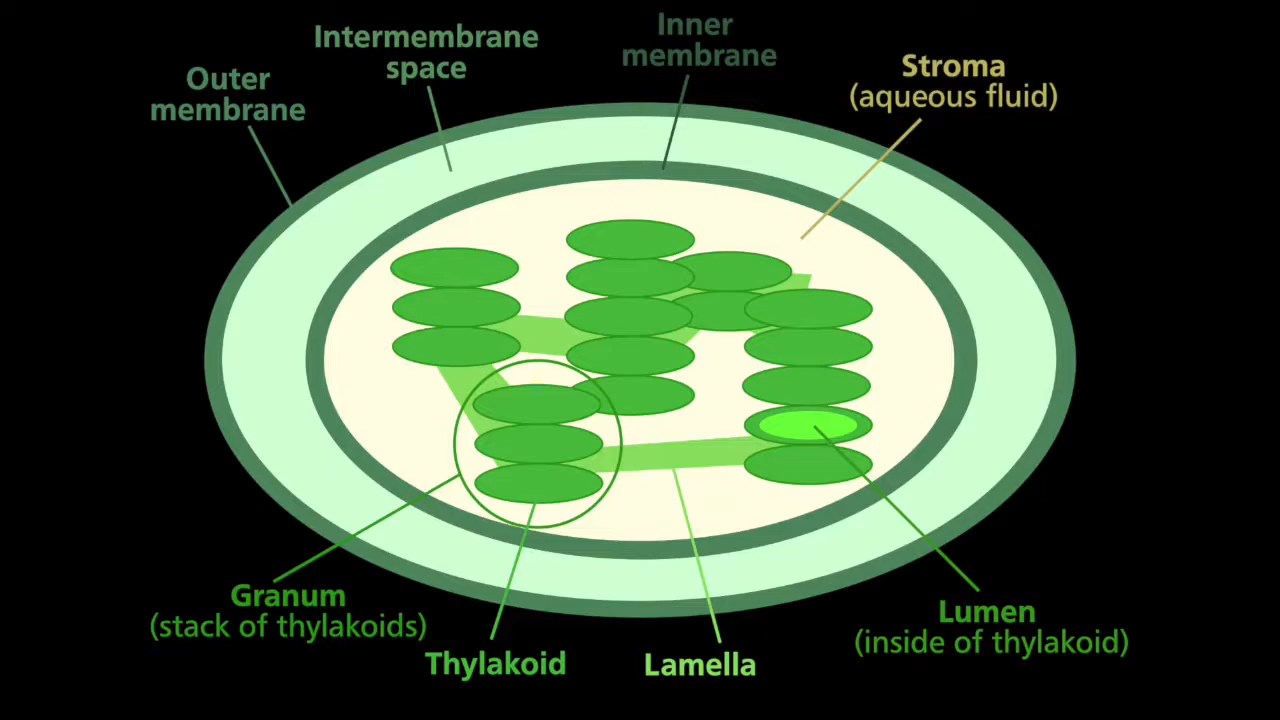 Outer
membrane
Intermembrane
space
Inner
membrane
Stroma
(aqueous fluid)
Granum
(stack of thylakoids)
Thylakoid
Lamella
Lumen
(inside of thylakoid)